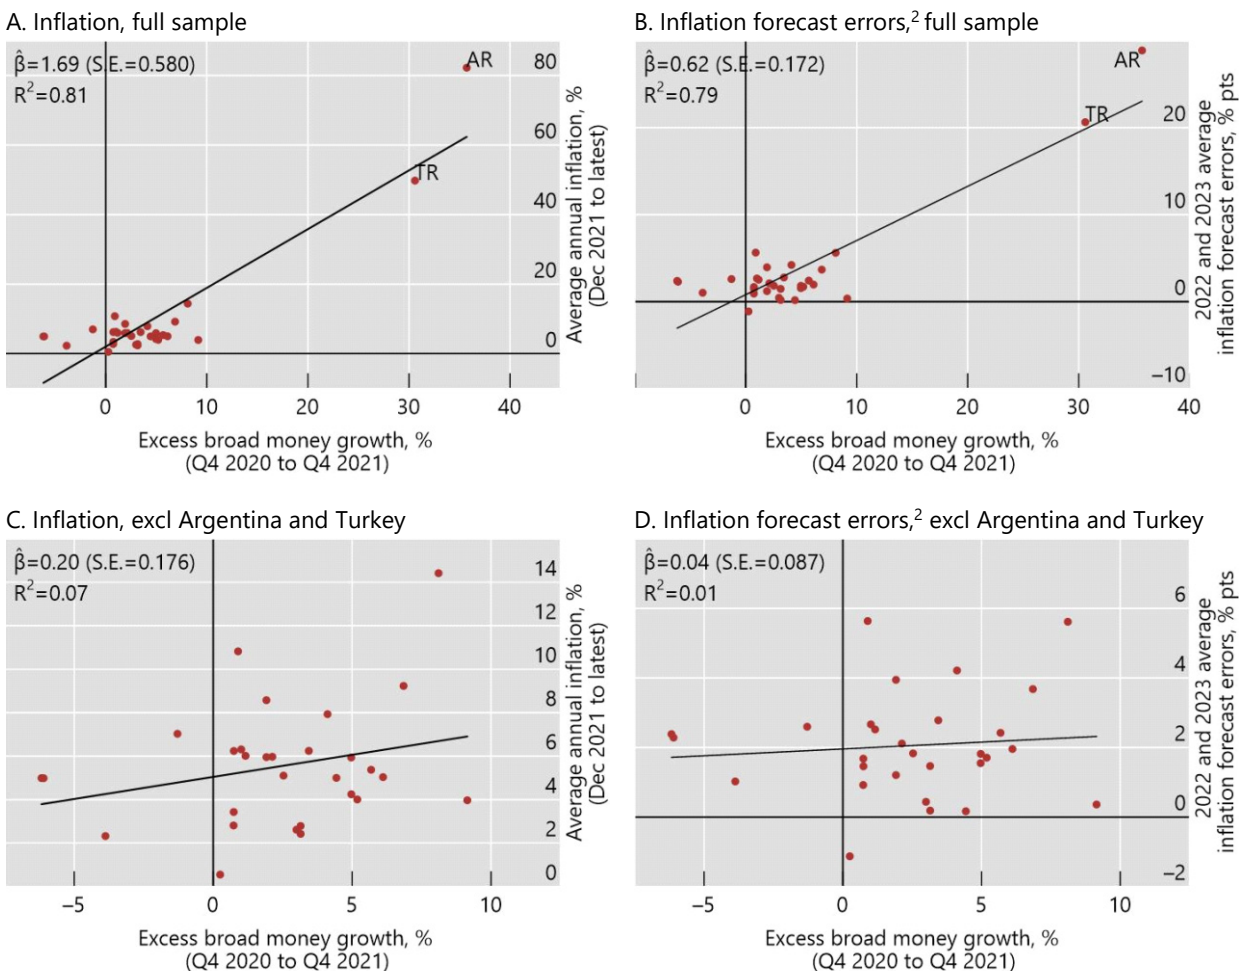 A. Inflation, full sample
β̂=1.69 (S.E.=0.580)
R²=0.81
AR
TR
80
60
40
20
0
Average annual inflation, %
(Dec 2021 to latest)
0 10 20 30 40
Excess broad money growth, %
(Q4 2020 to Q4 2021)
B. Inflation forecast errors,² full sample
β̂=0.62 (S.E.=0.172)
R²=0.79
AR
TR
20
10
0
−10
2022 and 2023 average
inflation forecast errors, % pts
0 10 20 30 40
Excess broad money growth, %
(Q4 2020 to Q4 2021)
C. Inflation, excl Argentina and Turkey
β̂=0.20 (S.E.=0.176)
R²=0.07
14
12
10
8
6
4
2
0
Average annual inflation, %
(Dec 2021 to latest)
−5 0 5 10
Excess broad money growth, %
(Q4 2020 to Q4 2021)
D. Inflation forecast errors,² excl Argentina and Turkey
β̂=0.04 (S.E.=0.087)
R²=0.01
6
4
2
0
−2
2022 and 2023 average
inflation forecast errors, % pts
−5 0 5 10
Excess broad money growth, %
(Q4 2020 to Q4 2021)